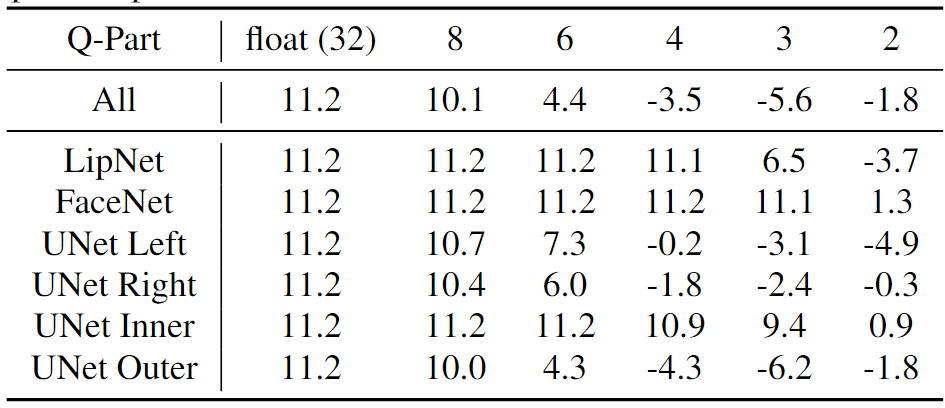 Q-Part float (32) 8 6 4 3 2
All 11.2 10.1 4.4 -3.5 -5.6 -1.8
LipNet 11.2 11.2 11.2 11.1 6.5 -3.7
FaceNet 11.2 11.2 11.2 11.2 11.1 1.3
UNet Left 11.2 10.7 7.3 -0.2 -3.1 -4.9
UNet Right 11.2 10.4 6.0 -1.8 -2.4 -0.3
UNet Inner 11.2 11.2 11.2 10.9 9.4 0.9
UNet Outer 11.2 10.0 4.3 -4.3 -6.2 -1.8